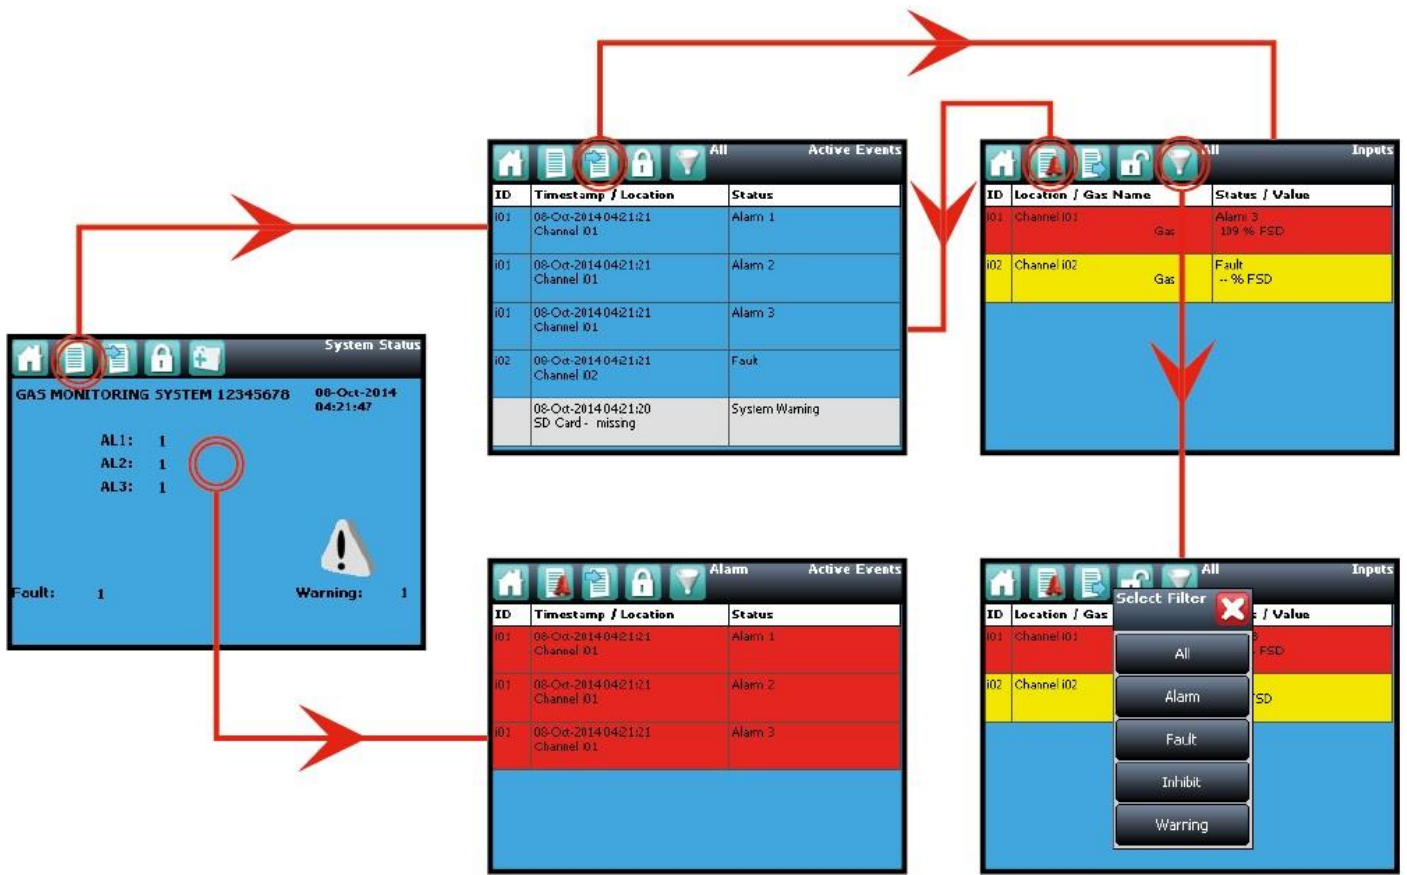 All Active Events
ID Timestamp / Location Status
i01 08-Oct-2014 04:21:21 Alarm 1
Channel i01
i01 08-Oct-2014 04:21:21 Alarm 2
Channel i01
i01 08-Oct-2014 04:21:21 Alarm 3
Channel i01
i02 08-Oct-2014 04:21:21 Fault
Channel i02
08-Oct-2014 04:21:20 System Warning
SD Card - missing
All Inputs
ID Location / Gas Name Status / Value
i01 Channel i01 Alarm 3
Gas 109 % FSD
i02 Channel i02 Fault
Gas -- % FSD
System Status
GAS MONITORING SYSTEM 12345678 08-Oct-2014
04:21:47
AL1: 1
AL2: 1
AL3: 1
Fault: 1 Warning: 1
Alarm Active Events
ID Timestamp / Location Status
i01 08-Oct-2014 04:21:21 Alarm 1
Channel i01
i01 08-Oct-2014 04:21:21 Alarm 2
Channel i01
i01 08-Oct-2014 04:21:21 Alarm 3
Channel i01
All Inputs
Select Filter
ID Location / Gas / Value
i01 Channel i01 3
FSD
All
i02 Channel i02
Alarm
SD
Fault
Inhibit
Warning